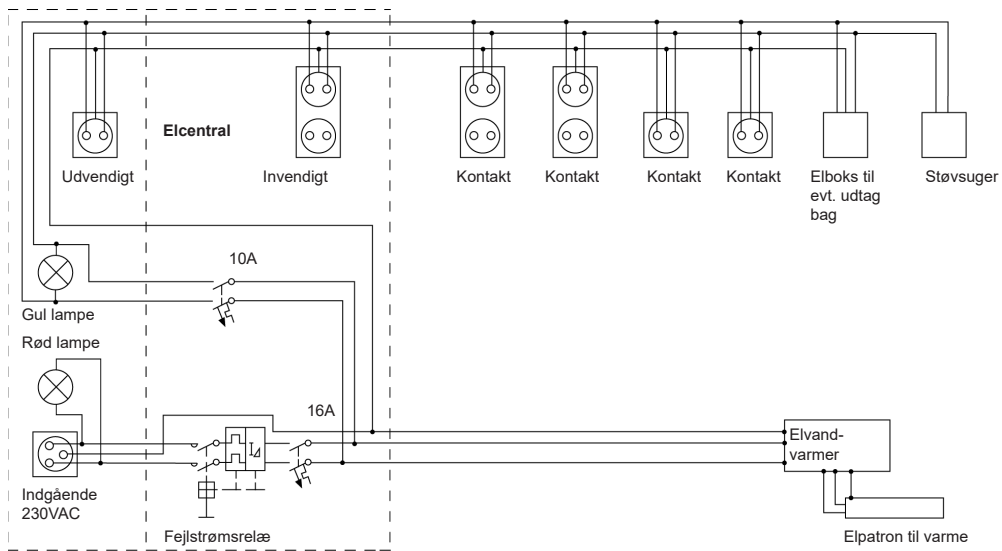 Elcentral
Udvendigt
Invendigt
Kontakt
Kontakt
Kontakt
Kontakt
Elboks til
evt. udtag
bag
Støvsuger
10A
Gul lampe
Rød lampe
16A
Elvand-
varmer
Indgående
230VAC
Fejlstrømsrelæ
Elpatron til varme